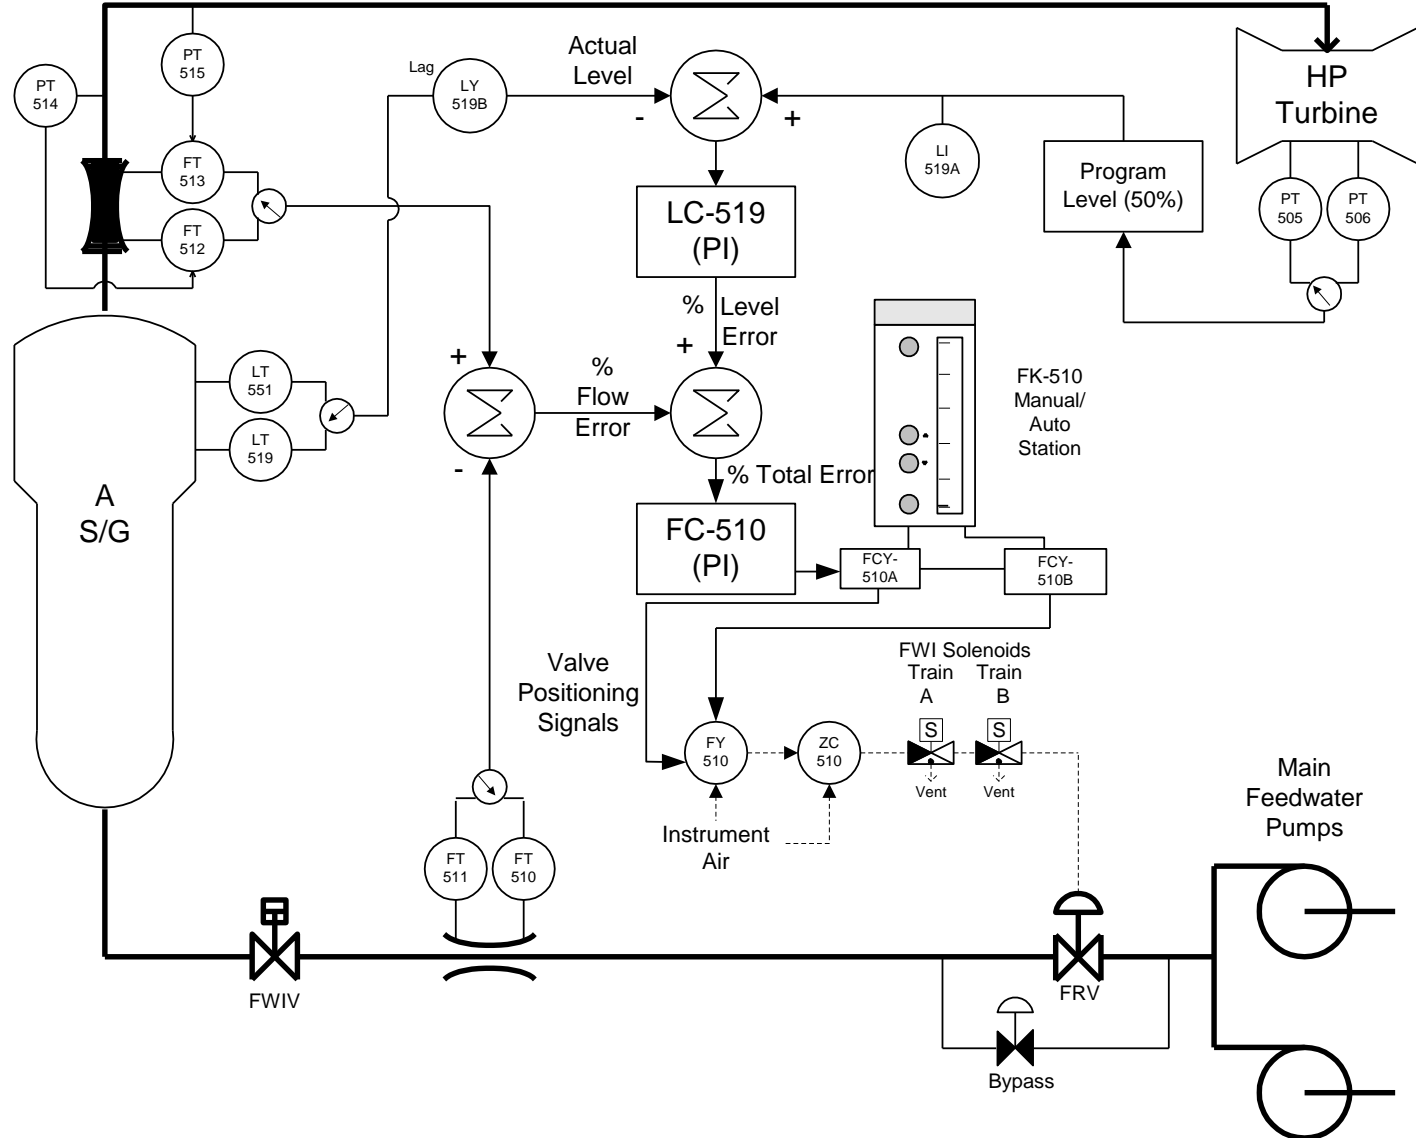 PT
515
PT
514
Lag
LY
519B
Actual
Level
-
+
HP
Turbine
LI
519A
Program
Level (50%)
PT
505
PT
506
FT
513
FT
512
LC-519
(PI)
%
Level
Error
+
+
%
Flow
Error
-
LT
551
LT
519
A
S/G
% Total Error
FC-510
(PI)
FK-510
Manual/
Auto
Station
FCY-
510A
FCY-
510B
Valve
Positioning
Signals
FWI Solenoids
Train
A
Train
B
S
S
FY
510
ZC
510
Vent
Vent
Instrument
Air
Main
Feedwater
Pumps
FT
511
FT
510
FWIV
FRV
Bypass